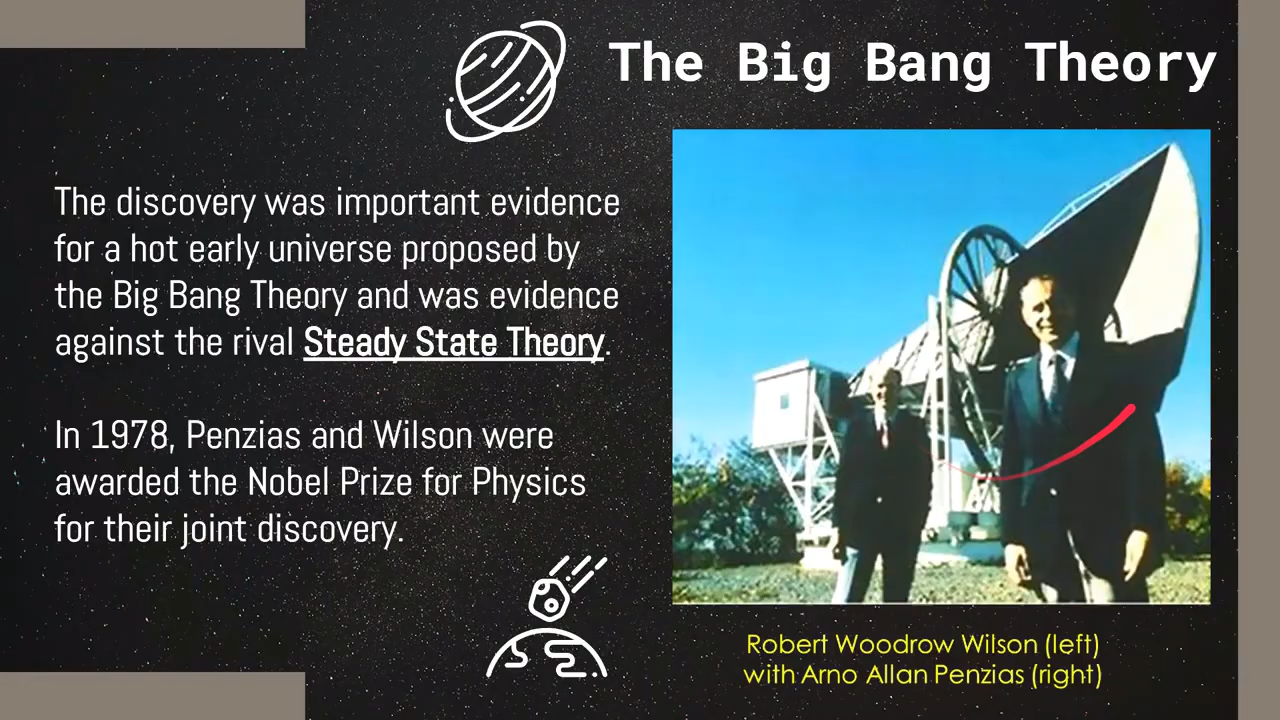 The Big Bang Theory
The discovery was important evidence
for a hot early universe proposed by
the Big Bang Theory and was evidence
against the rival Steady State Theory.
In 1978, Penzias and Wilson were
awarded the Nobel Prize for Physics
for their joint discovery.
Robert Woodrow Wilson (left)
with Arno Allan Penzias (right)